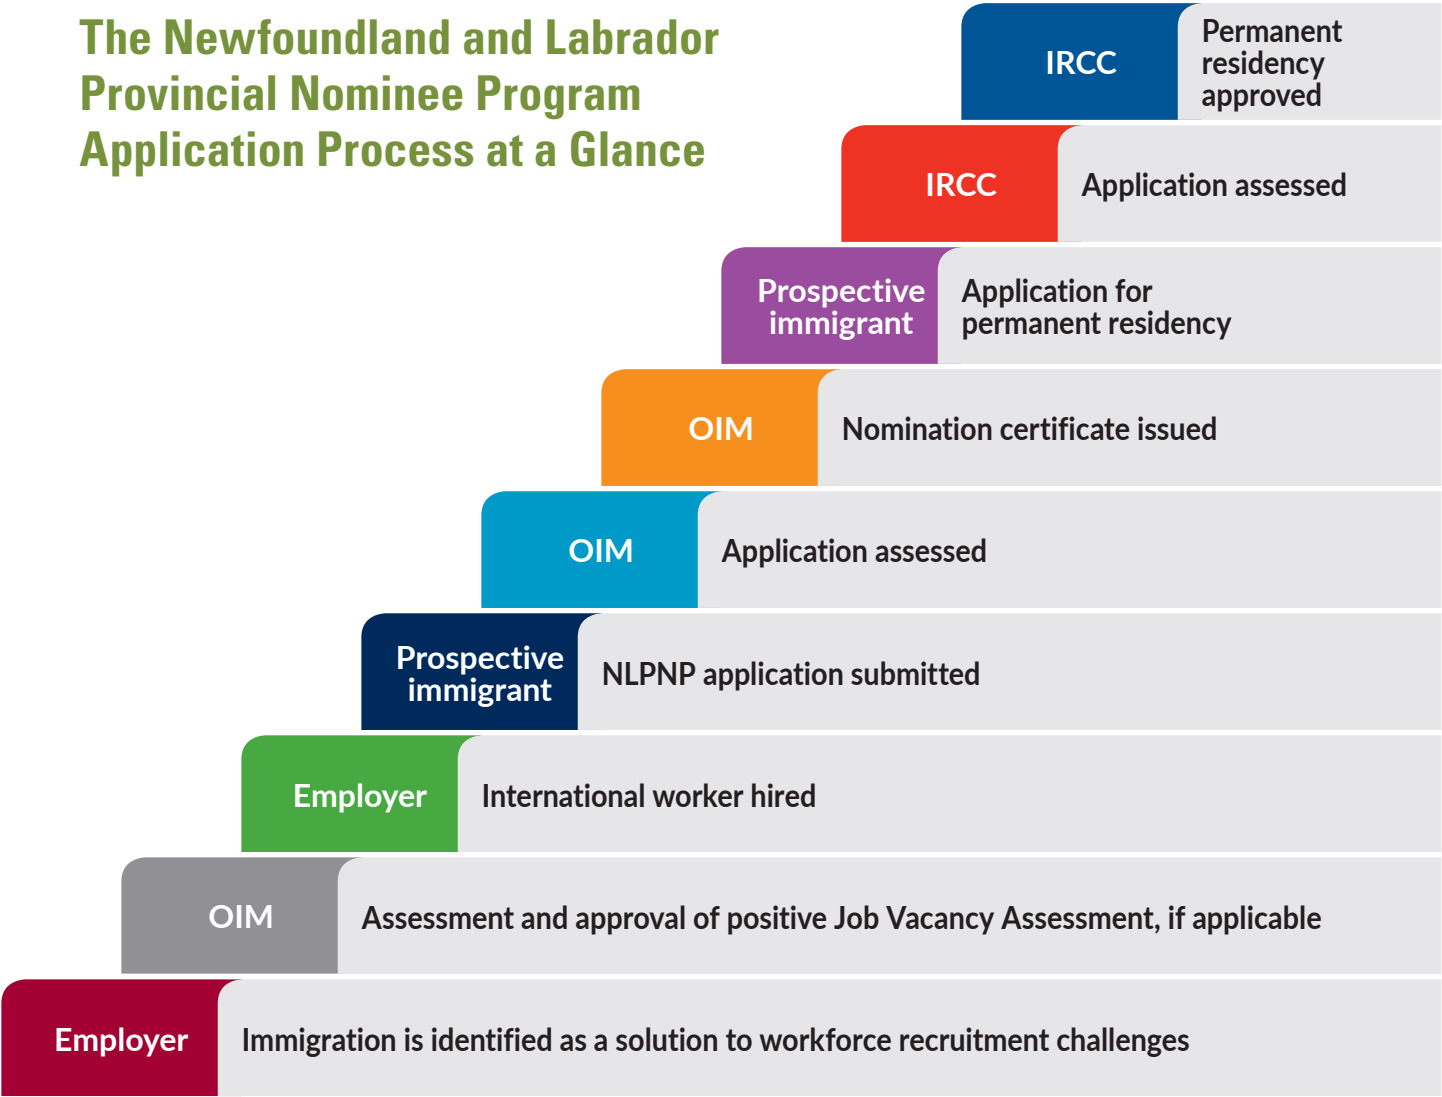 The Newfoundland and Labrador
Provincial Nominee Program
Application Process at a Glance
IRCC
Permanent
residency
approved
IRCC
Application assessed
Prospective
immigrant
Application for
permanent residency
OIM
Nomination certificate issued
OIM
Application assessed
Prospective
immigrant
NLPNP application submitted
Employer
International worker hired
OIM
Assessment and approval of positive Job Vacancy Assessment, if applicable
Employer
Immigration is identified as a solution to workforce recruitment challenges